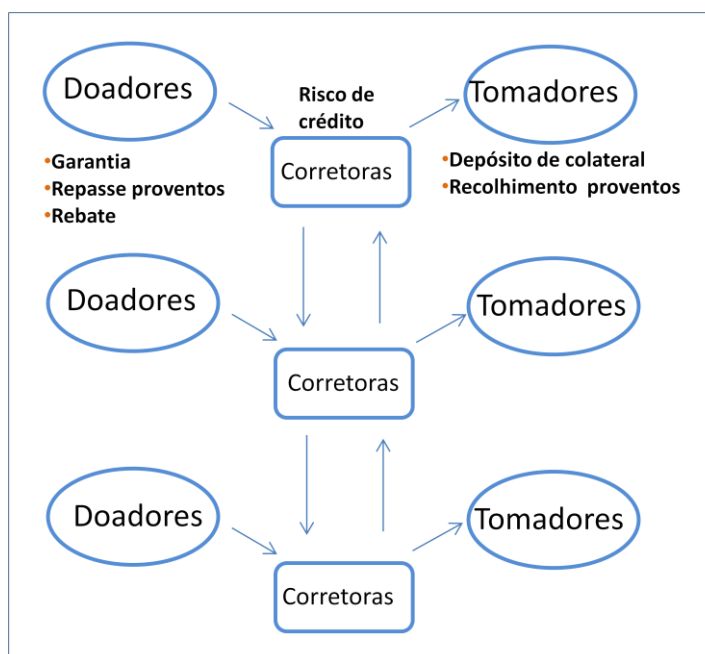 Doadores
Risco de
crédito
Tomadores
•Garantia
•Repasse proventos
•Rebate
Corretoras
•Depósito de colateral
•Recolhimento proventos
Doadores
Tomadores
Corretoras
Doadores
Tomadores
Corretoras